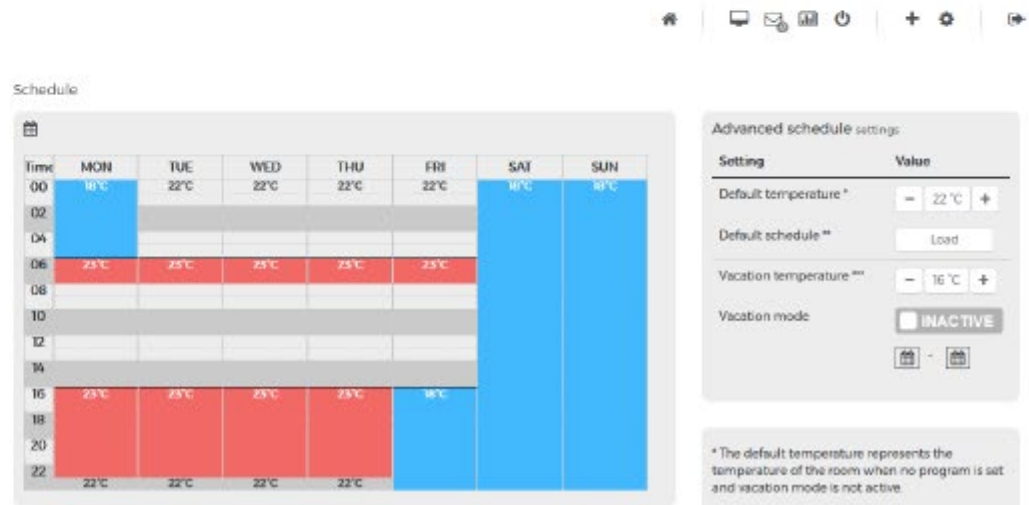 Schedule
Advanced schedule settings
Time MON TUE WED THU FRI SAT SUN
Setting Value
00 18°C 22°C 22°C 22°C 22°C 18°C 18°C
Default temperature * - 22 °C +
02
04
Default schedule ** Load
06 23°C 23°C 23°C 23°C 23°C
Vacation temperature *** - 16 °C +
08
10
Vacation mode INACTIVE
12
14
-
16 23°C 23°C 23°C 23°C 18°C
18
20
22
22°C 22°C 22°C 22°C
* The default temperature represents the
temperature of the room when no program is set
and vacation mode is not active.